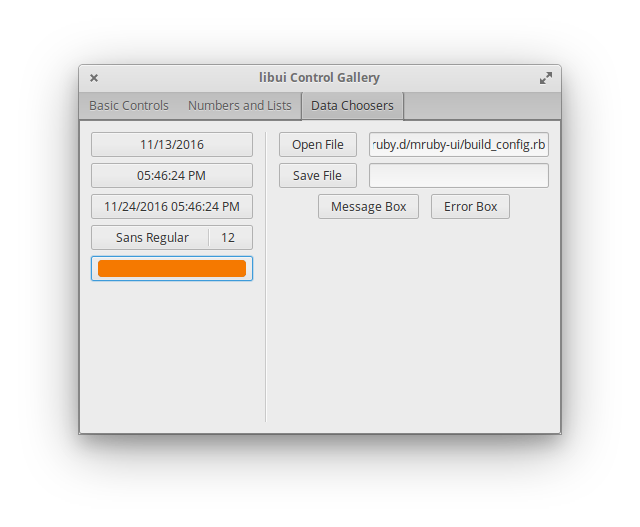 libui Control Gallery
Basic Controls Numbers and Lists Data Choosers
11/13/2016
05:46:24 PM
11/24/2016 05:46:24 PM
Sans Regular 12
Open File ruby.d/mruby-ui/build_config.rb
Save File
Message Box Error Box